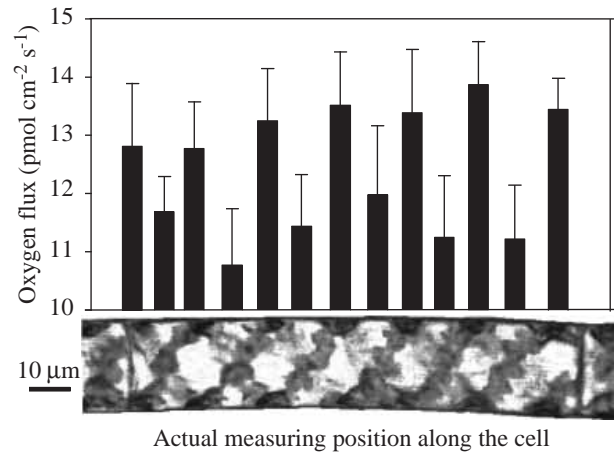 Oxygen flux (pmol cm⁻² s⁻¹)
15
14
13
12
11
10
10 µm
Actual measuring position along the cell